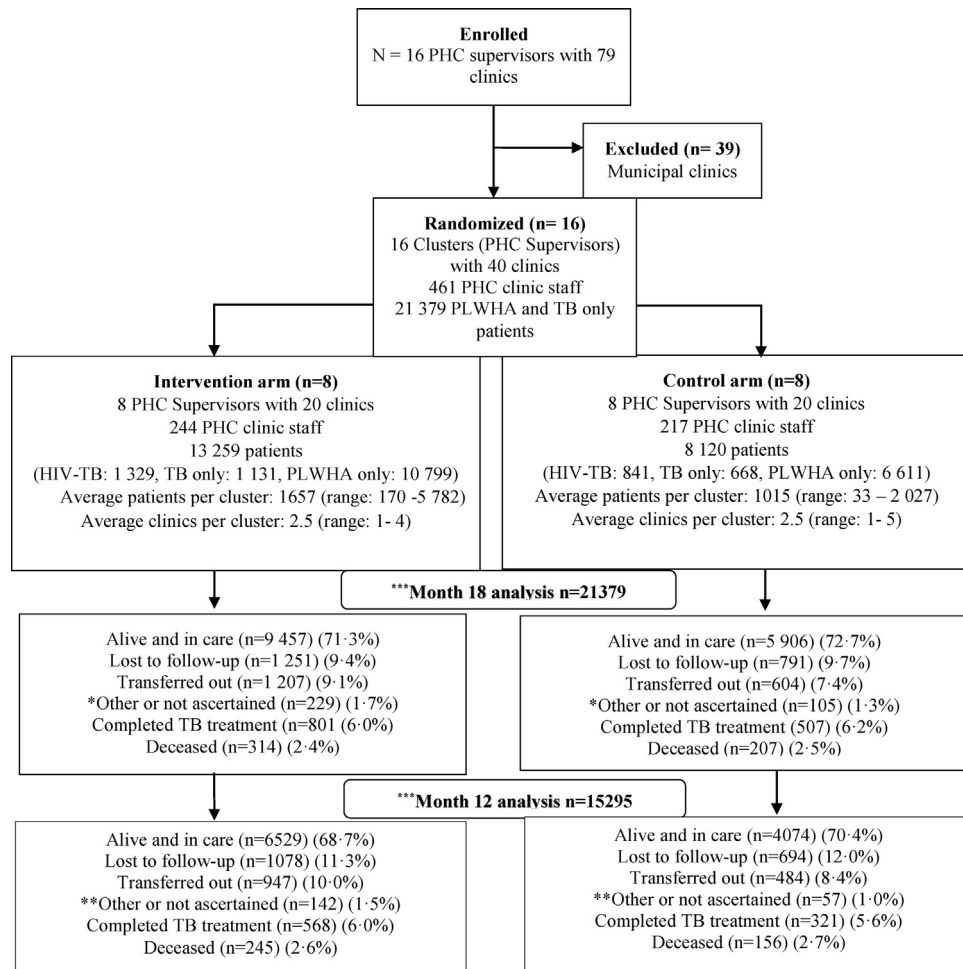 Enrolled
N = 16 PHC supervisors with 79
clinics
Excluded (n= 39)
Municipal clinics
Randomized (n= 16)
16 Clusters (PHC Supervisors)
with 40 clinics
461 PHC clinic staff
21 379 PLWHA and TB only
patients
Intervention arm (n=8)
8 PHC Supervisors with 20 clinics
244 PHC clinic staff
13 259 patients
(HIV-TB: 1 329, TB only: 1 131, PLWHA only: 10 799)
Average patients per cluster: 1657 (range: 170 -5 782)
Average clinics per cluster: 2.5 (range: 1- 4)
Control arm (n=8)
8 PHC Supervisors with 20 clinics
217 PHC clinic staff
8 120 patients
(HIV-TB: 841, TB only: 668, PLWHA only: 6 611)
Average patients per cluster: 1015 (range: 33 – 2 027)
Average clinics per cluster: 2.5 (range: 1- 5)
***Month 18 analysis n=21379
Alive and in care (n=9 457) (71·3%)
Lost to follow-up (n=1 251) (9·4%)
Transferred out (n=1 207) (9·1%)
*Other or not ascertained (n=229) (1·7%)
Completed TB treatment (n=801) (6·0%)
Deceased (n=314) (2·4%)
Alive and in care (n=5 906) (72·7%)
Lost to follow-up (n=791) (9·7%)
Transferred out (n=604) (7·4%)
*Other or not ascertained (n=105) (1·3%)
Completed TB treatment (507) (6·2%)
Deceased (n=207) (2·5%)
***Month 12 analysis n=15295
Alive and in care (n=6529) (68·7%)
Lost to follow-up (n=1078) (11·3%)
Transferred out (n=947) (10·0%)
**Other or not ascertained (n=142) (1·5%)
Completed TB treatment (n=568) (6·0%)
Deceased (n=245) (2·6%)
Alive and in care (n=4074) (70·4%)
Lost to follow-up (n=694) (12·0%)
Transferred out (n=484) (8·4%)
**Other or not ascertained (n=57) (1·0%)
Completed TB treatment (n=321) (5·6%)
Deceased (n=156) (2·7%)